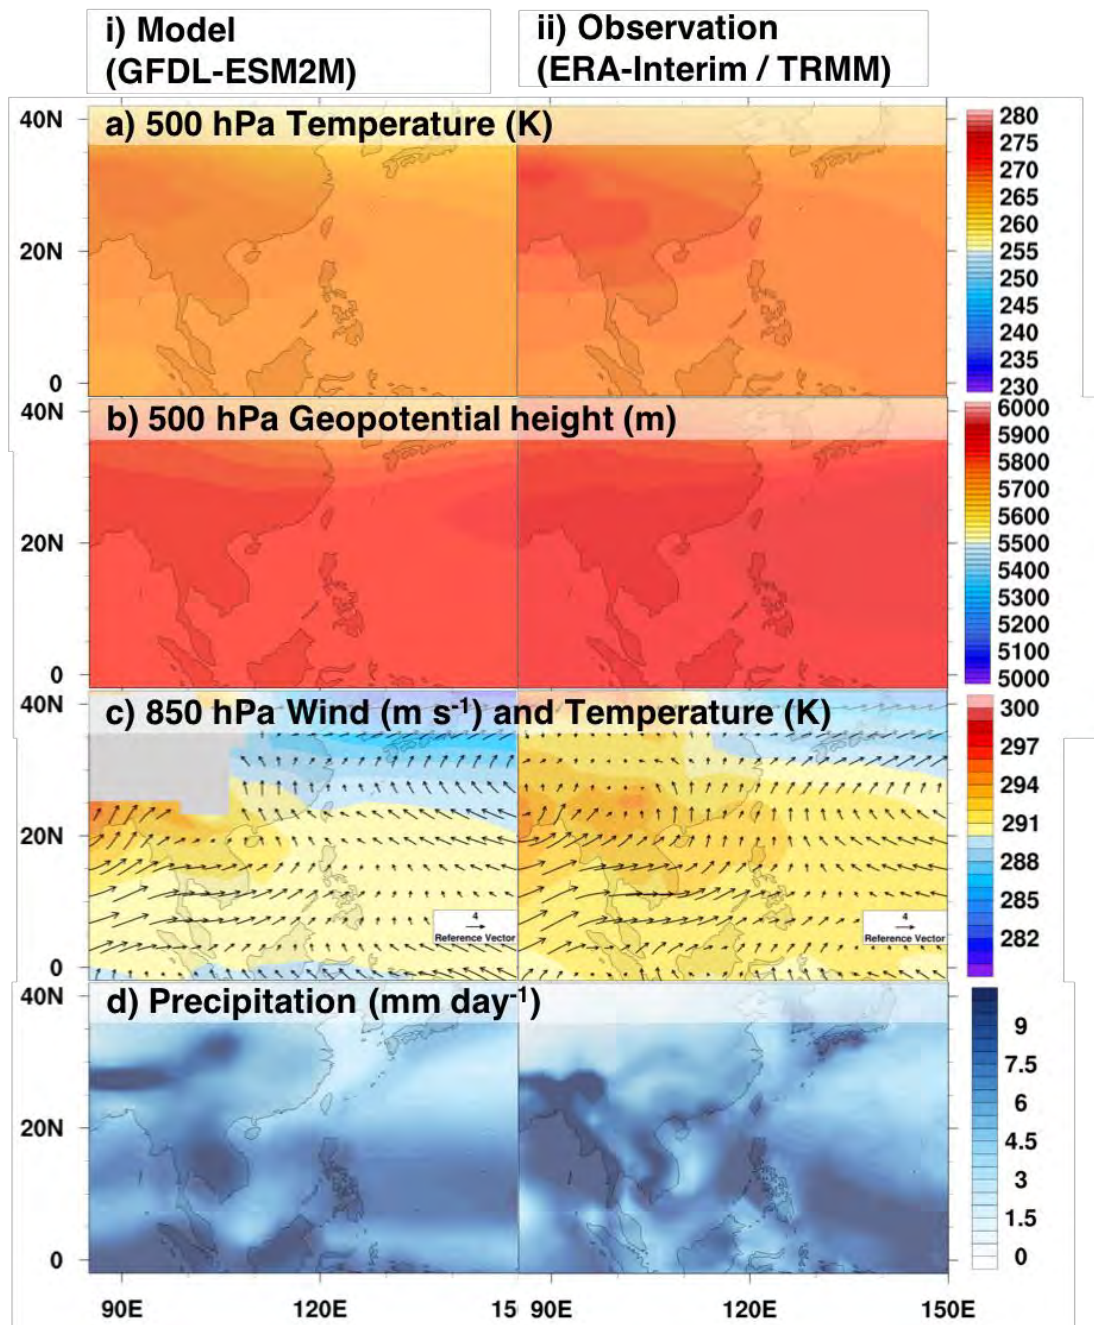 i) Model
(GFDL-ESM2M)
ii) Observation
(ERA-Interim / TRMM)
a) 500 hPa Temperature (K)
40N
20N
0
280
275
270
265
260
255
250
245
240
235
230
b) 500 hPa Geopotential height (m)
40N
20N
0
6000
5900
5800
5700
5600
5500
5400
5300
5200
5100
5000
c) 850 hPa Wind (m s-1) and Temperature (K)
40N
20N
0
4
Reference Vector
4
Reference Vector
300
297
294
291
288
285
282
d) Precipitation (mm day-1)
40N
20N
0
9
7.5
6
4.5
3
1.5
0
90E 120E 15 90E 120E 150E